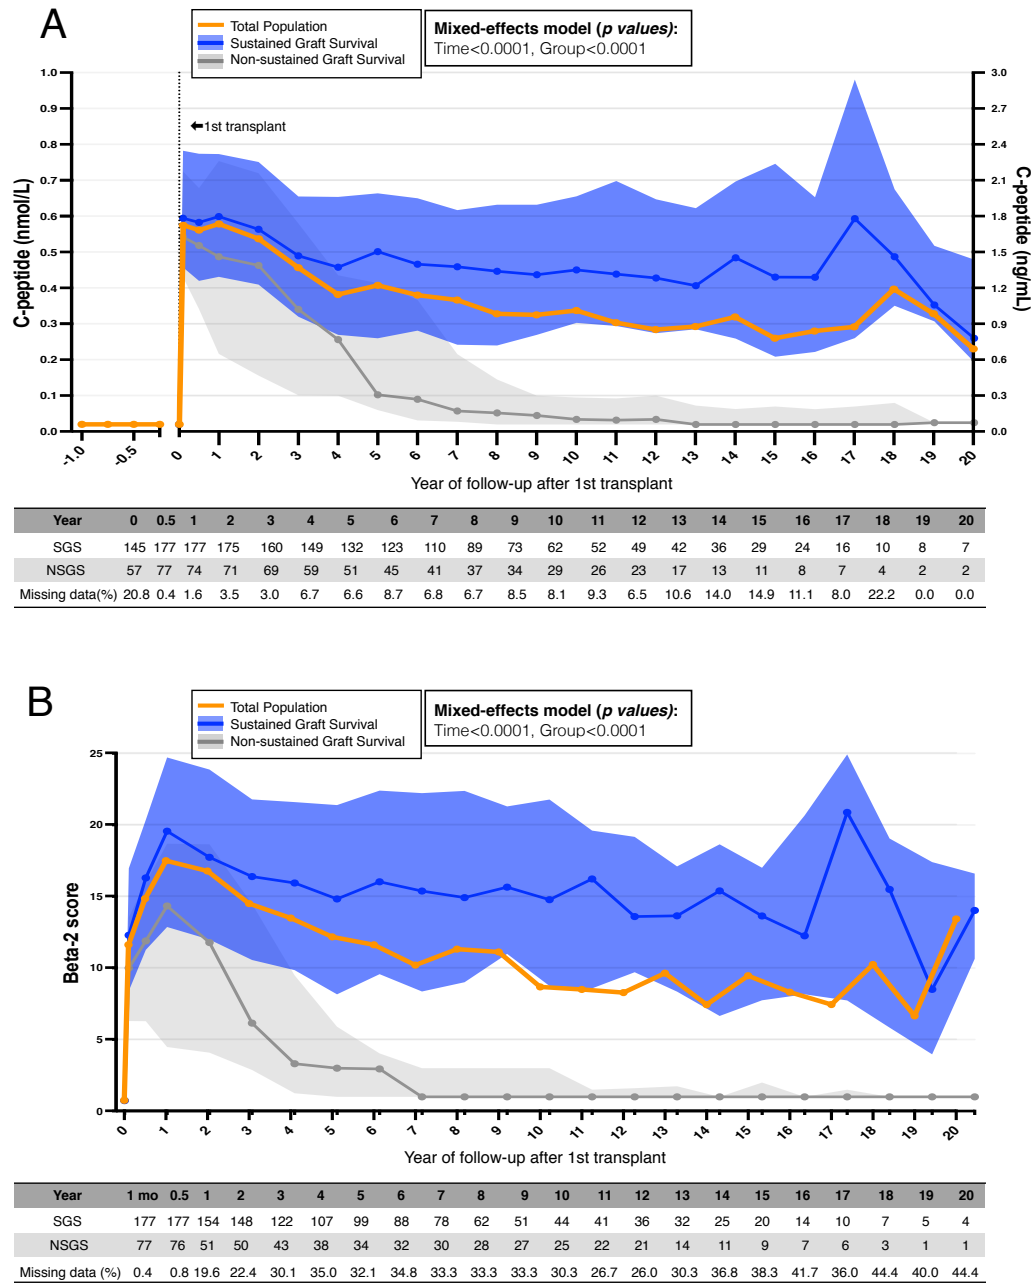 A
Total Population
Sustained Graft Survival
Non-sustained Graft Survival
Mixed-effects model (p values):
Time<0.0001, Group<0.0001
1.0
0.9
0.8
0.7
0.6
0.5
0.4
0.3
0.2
0.1
0.0
C-peptide (nmol/L)
←1st transplant
3.0
2.7
2.4
2.1
1.8
1.5
1.2
0.9
0.6
0.3
0.0
C-peptide (ng/mL)
-1.0 -0.5 0 1 2 3 4 5 6 7 8 9 10 11 12 13 14 15 16 17 18 19 20
Year of follow-up after 1st transplant
Year 0 0.5 1 2 3 4 5 6 7 8 9 10 11 12 13 14 15 16 17 18 19 20
SGS 145 177 177 175 160 149 132 123 110 89 73 62 52 49 42 36 29 24 16 10 8 7
NSGS 57 77 74 71 69 59 51 45 41 37 34 29 26 23 17 13 11 8 7 4 2 2
Missing data(%) 20.8 0.4 1.6 3.5 3.0 6.7 6.6 8.7 6.8 6.7 8.5 8.1 9.3 6.5 10.6 14.0 14.9 11.1 8.0 22.2 0.0 0.0
B
Total Population
Sustained Graft Survival
Non-sustained Graft Survival
Mixed-effects model (p values):
Time<0.0001, Group<0.0001
25
20
15
10
5
0
Beta-2 score
0 1 2 3 4 5 6 7 8 9 10 11 12 13 14 15 16 17 18 19 20
Year of follow-up after 1st transplant
Year 1 mo 0.5 1 2 3 4 5 6 7 8 9 10 11 12 13 14 15 16 17 18 19 20
SGS 177 177 154 148 122 107 99 88 78 62 51 44 41 36 32 25 20 14 10 7 5 4
NSGS 77 76 51 50 43 38 34 32 30 28 27 25 22 21 14 11 9 7 6 3 1 1
Missing data (%) 0.4 0.8 19.6 22.4 30.1 35.0 32.1 34.8 33.3 33.3 33.3 30.3 26.7 26.0 30.3 36.8 38.3 41.7 36.0 44.4 40.0 44.4